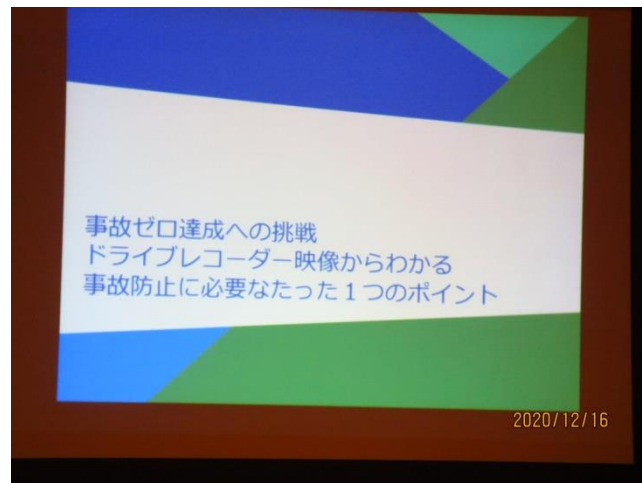 事故ゼロ達成への挑戦
ドライブレコーダー映像からわかる
事故防止に必要なたった１つのポイント
2020/12/16